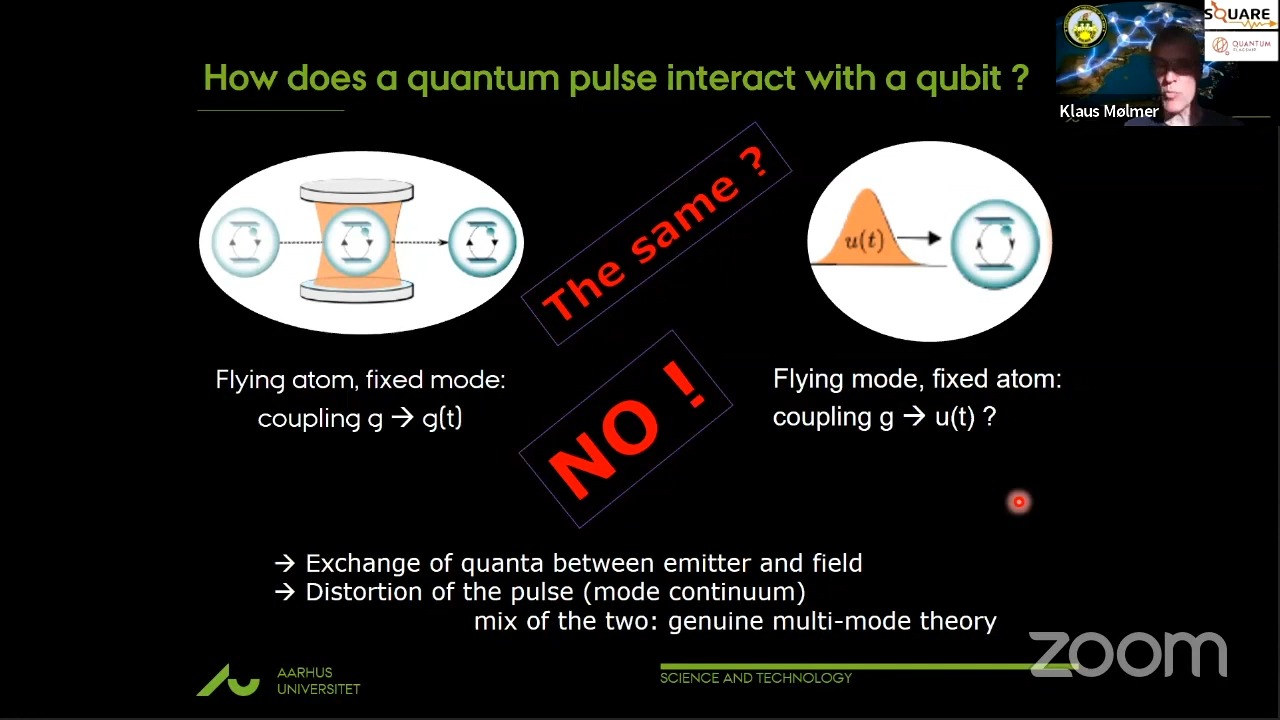 How does a quantum pulse interact with a qubit ?
SQUARE
QUANTUM
FLAGSHIP
Klaus Mølmer
The same ?
u(t)
Flying atom, fixed mode:
coupling g → g(t)
NO !
Flying mode, fixed atom:
coupling g → u(t) ?
→ Exchange of quanta between emitter and field
→ Distortion of the pulse (mode continuum)
mix of the two: genuine multi-mode theory
zoom
AARHUS
UNIVERSITET
SCIENCE AND TECHNOLOGY